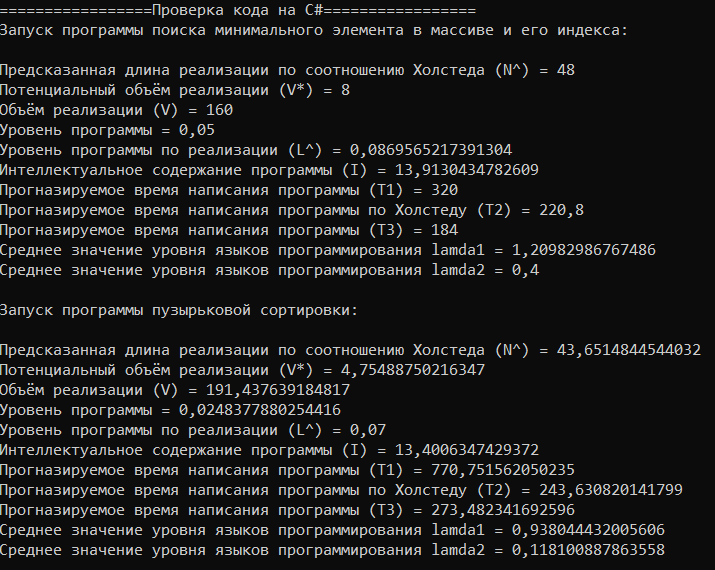 =================Проверка кода на C#=================
Запуск программы поиска минимального элемента в массиве и его индекса:
Предсказанная длина реализации по соотношению Холстеда (N^) = 48
Потенциальный объём реализации (V*) = 8
Объём реализации (V) = 160
Уровень программы = 0,05
Уровень программы по реализации (L^) = 0,0869565217391304
Интеллектуальное содержание программы (I) = 13,9130434782609
Прогназируемое время написания программы (T1) = 320
Прогназируемое время написания программы по Холстеду (T2) = 220,8
Прогназируемое время написания программы (T3) = 184
Среднее значение уровня языков программирования lamda1 = 1,20982986767486
Среднее значение уровня языков программирования lamda2 = 0,4
Запуск программы пузырьковой сортировки:
Предсказанная длина реализации по соотношению Холстеда (N^) = 43,6514844544032
Потенциальный объём реализации (V*) = 4,75488750216347
Объём реализации (V) = 191,437639184817
Уровень программы = 0,0248377880254416
Уровень программы по реализации (L^) = 0,07
Интеллектуальное содержание программы (I) = 13,4006347429372
Прогназируемое время написания программы (T1) = 770,751562050235
Прогназируемое время написания программы по Холстеду (T2) = 243,630820141799
Прогназируемое время написания программы (T3) = 273,482341692596
Среднее значение уровня языков программирования lamda1 = 0,938044432005606
Среднее значение уровня языков программирования lamda2 = 0,118100887863558